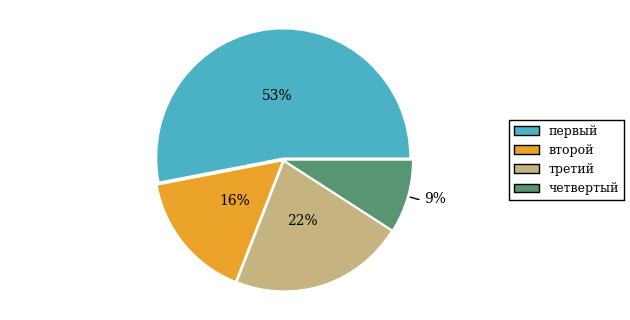 53%
16%
22%
9%
первый
второй
третий
четвертый